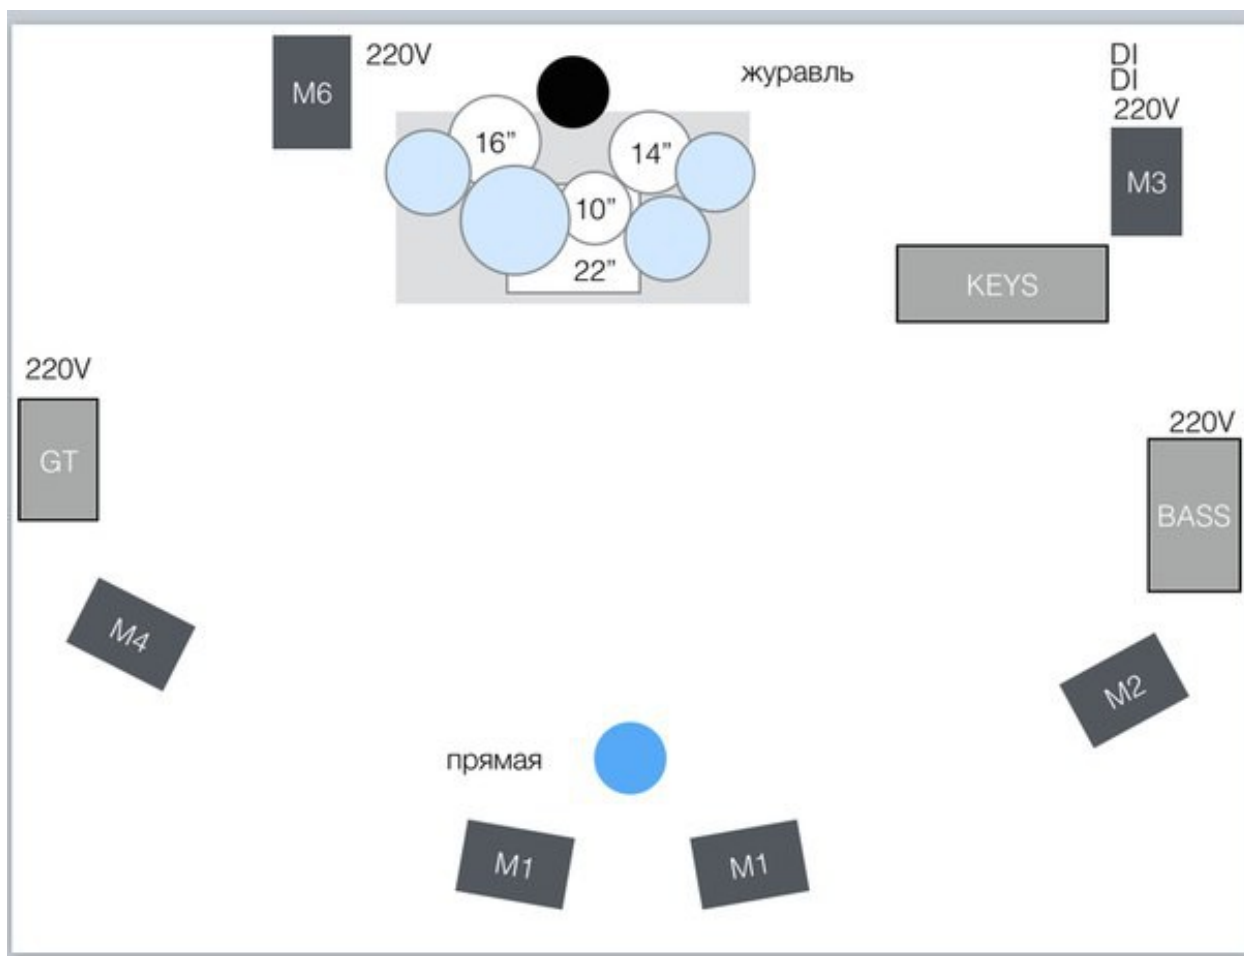 220V
M6
журавль
DI
DI
220V
16”
14”
M3
10”
22”
KEYS
220V
GT
220V
BASS
M4
M2
прямая
M1
M1